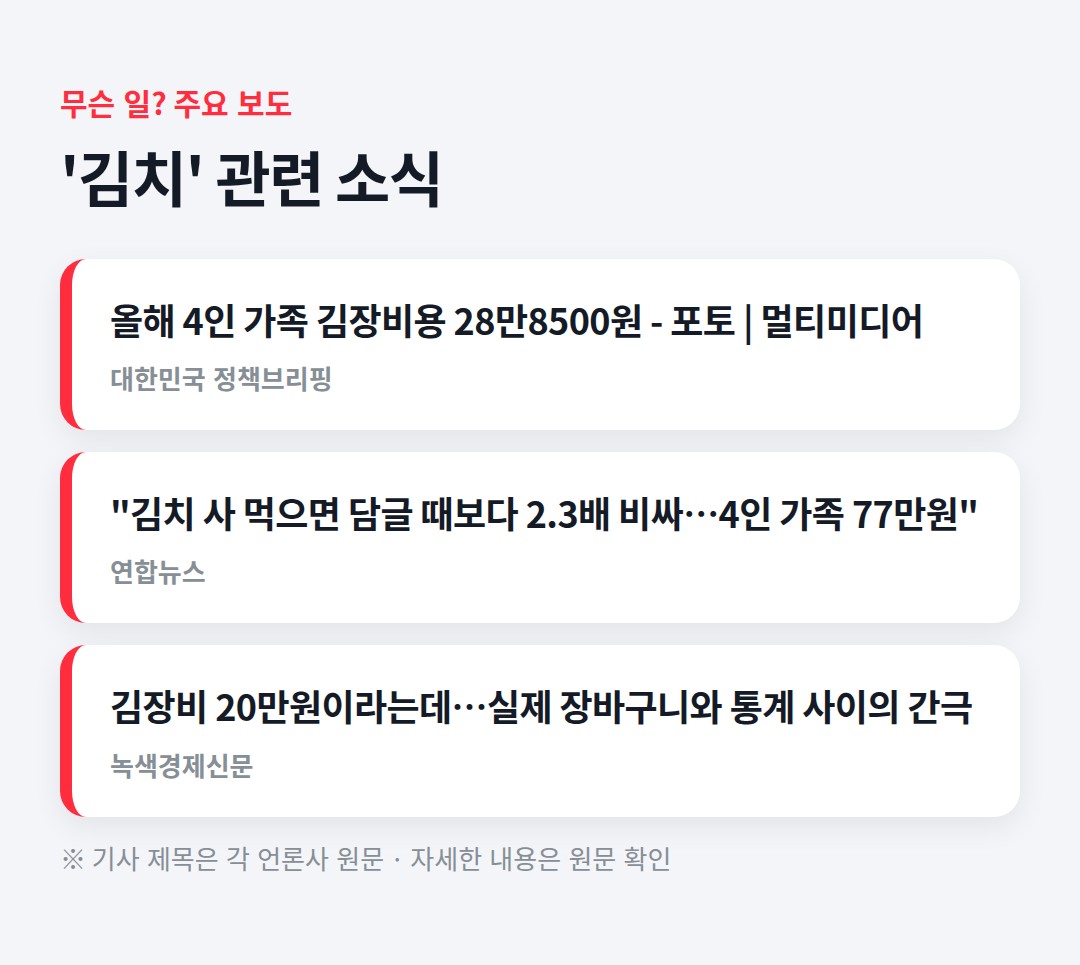 무슨 일? 주요 보도
'김치' 관련 소식
올해 4인 가족 김장비용 28만8500원 - 포토 | 멀티미디어
대한민국 정책브리핑
"김치 사 먹으면 담글 때보다 2.3배 비싸…4인 가족 77만원"
연합뉴스
김장비 20만원이라는데…실제 장바구니와 통계 사이의 간극
녹색경제신문
※ 기사 제목은 각 언론사 원문 · 자세한 내용은 원문 확인